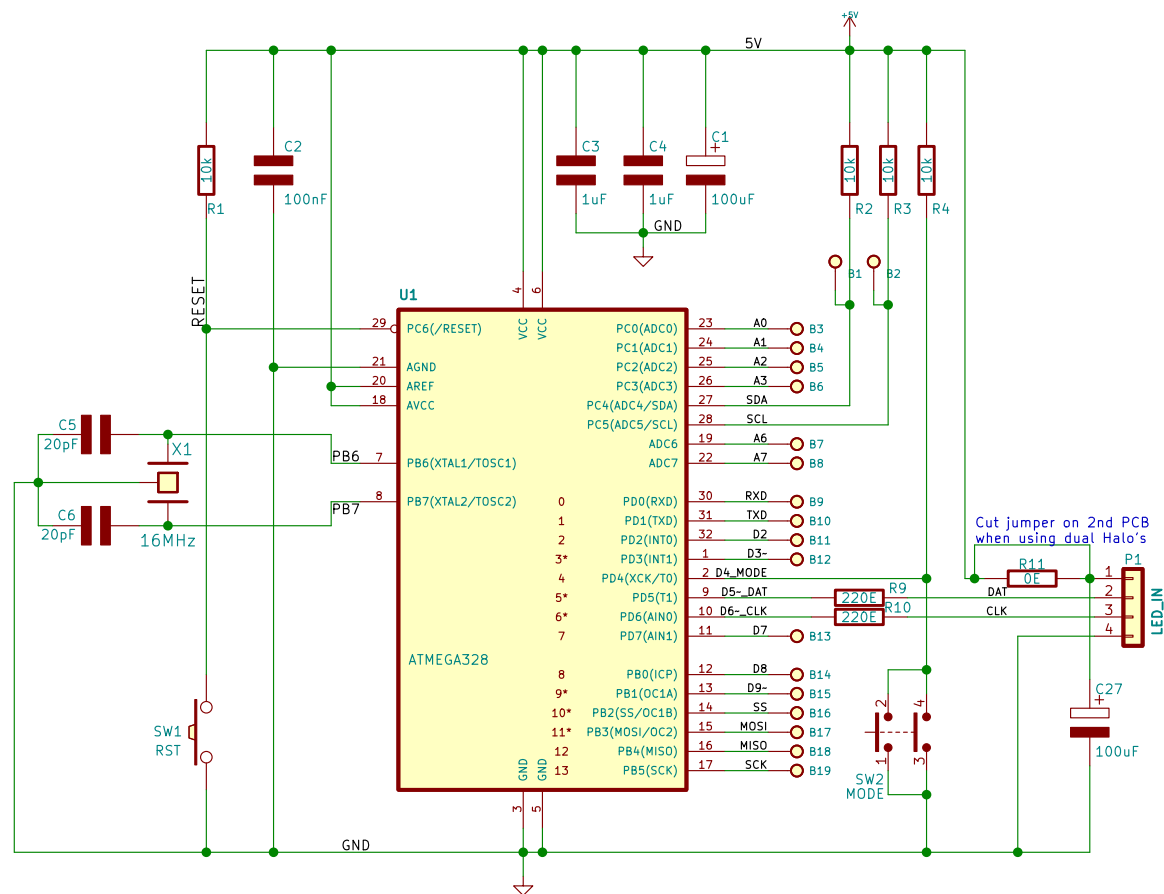 +5V
5V
C2
100nF
10k
R1
C3
1uF
C4
1uF
C1
+
100uF
GND
10k
R2
10k
R3
10k
R4
B1
B2
RESET
U1
4
6
VCC
VCC
29
PC6(/RESET)
21
AGND
20
AREF
18
AVCC
7
PB6
PB6(XTAL1/TOSC1)
8
PB7
PB7(XTAL2/TOSC2)
C5
20pF
X1
C6
20pF
16MHz
PC0(ADC0) 23 A0 B3
PC1(ADC1) 24 A1 B4
PC2(ADC2) 25 A2 B5
PC3(ADC3) 26 A3 B6
PC4(ADC4/SDA) 27 SDA
PC5(ADC5/SCL) 28 SCL
ADC6 19 A6 B7
ADC7 22 A7 B8
0 PD0(RXD) 30 RXD B9
1 PD1(TXD) 31 TXD B10
2 PD2(INT0) 32 D2 B11
3* PD3(INT1) 1 D3~ B12
4 PD4(XCK/T0) 2 D4_MODE
5* PD5(T1) 9 D5~_DAT 220E R9 DAT
6* PD6(AIN0) 10 D6~_CLK 220E R10 CLK
7 PD7(AIN1) 11 D7 B13
ATMEGA328
8 PB0(ICP) 12 D8 B14
9* PB1(OC1A) 13 D9~ B15
10* PB2(SS/OC1B) 14 SS B16
11* PB3(MOSI/OC2) 15 MOSI B17
12 PB4(MISO) 16 MISO B18
13 PB5(SCK) 17 SCK B19
GND
GND
3
5
Cut jumper on 2nd PCB
when using dual Halo's
R11
0E
P1
1
2
3
4
LED_IN
C27
+
100uF
2
4
1
3
SW2
MODE
SW1
RST
GND